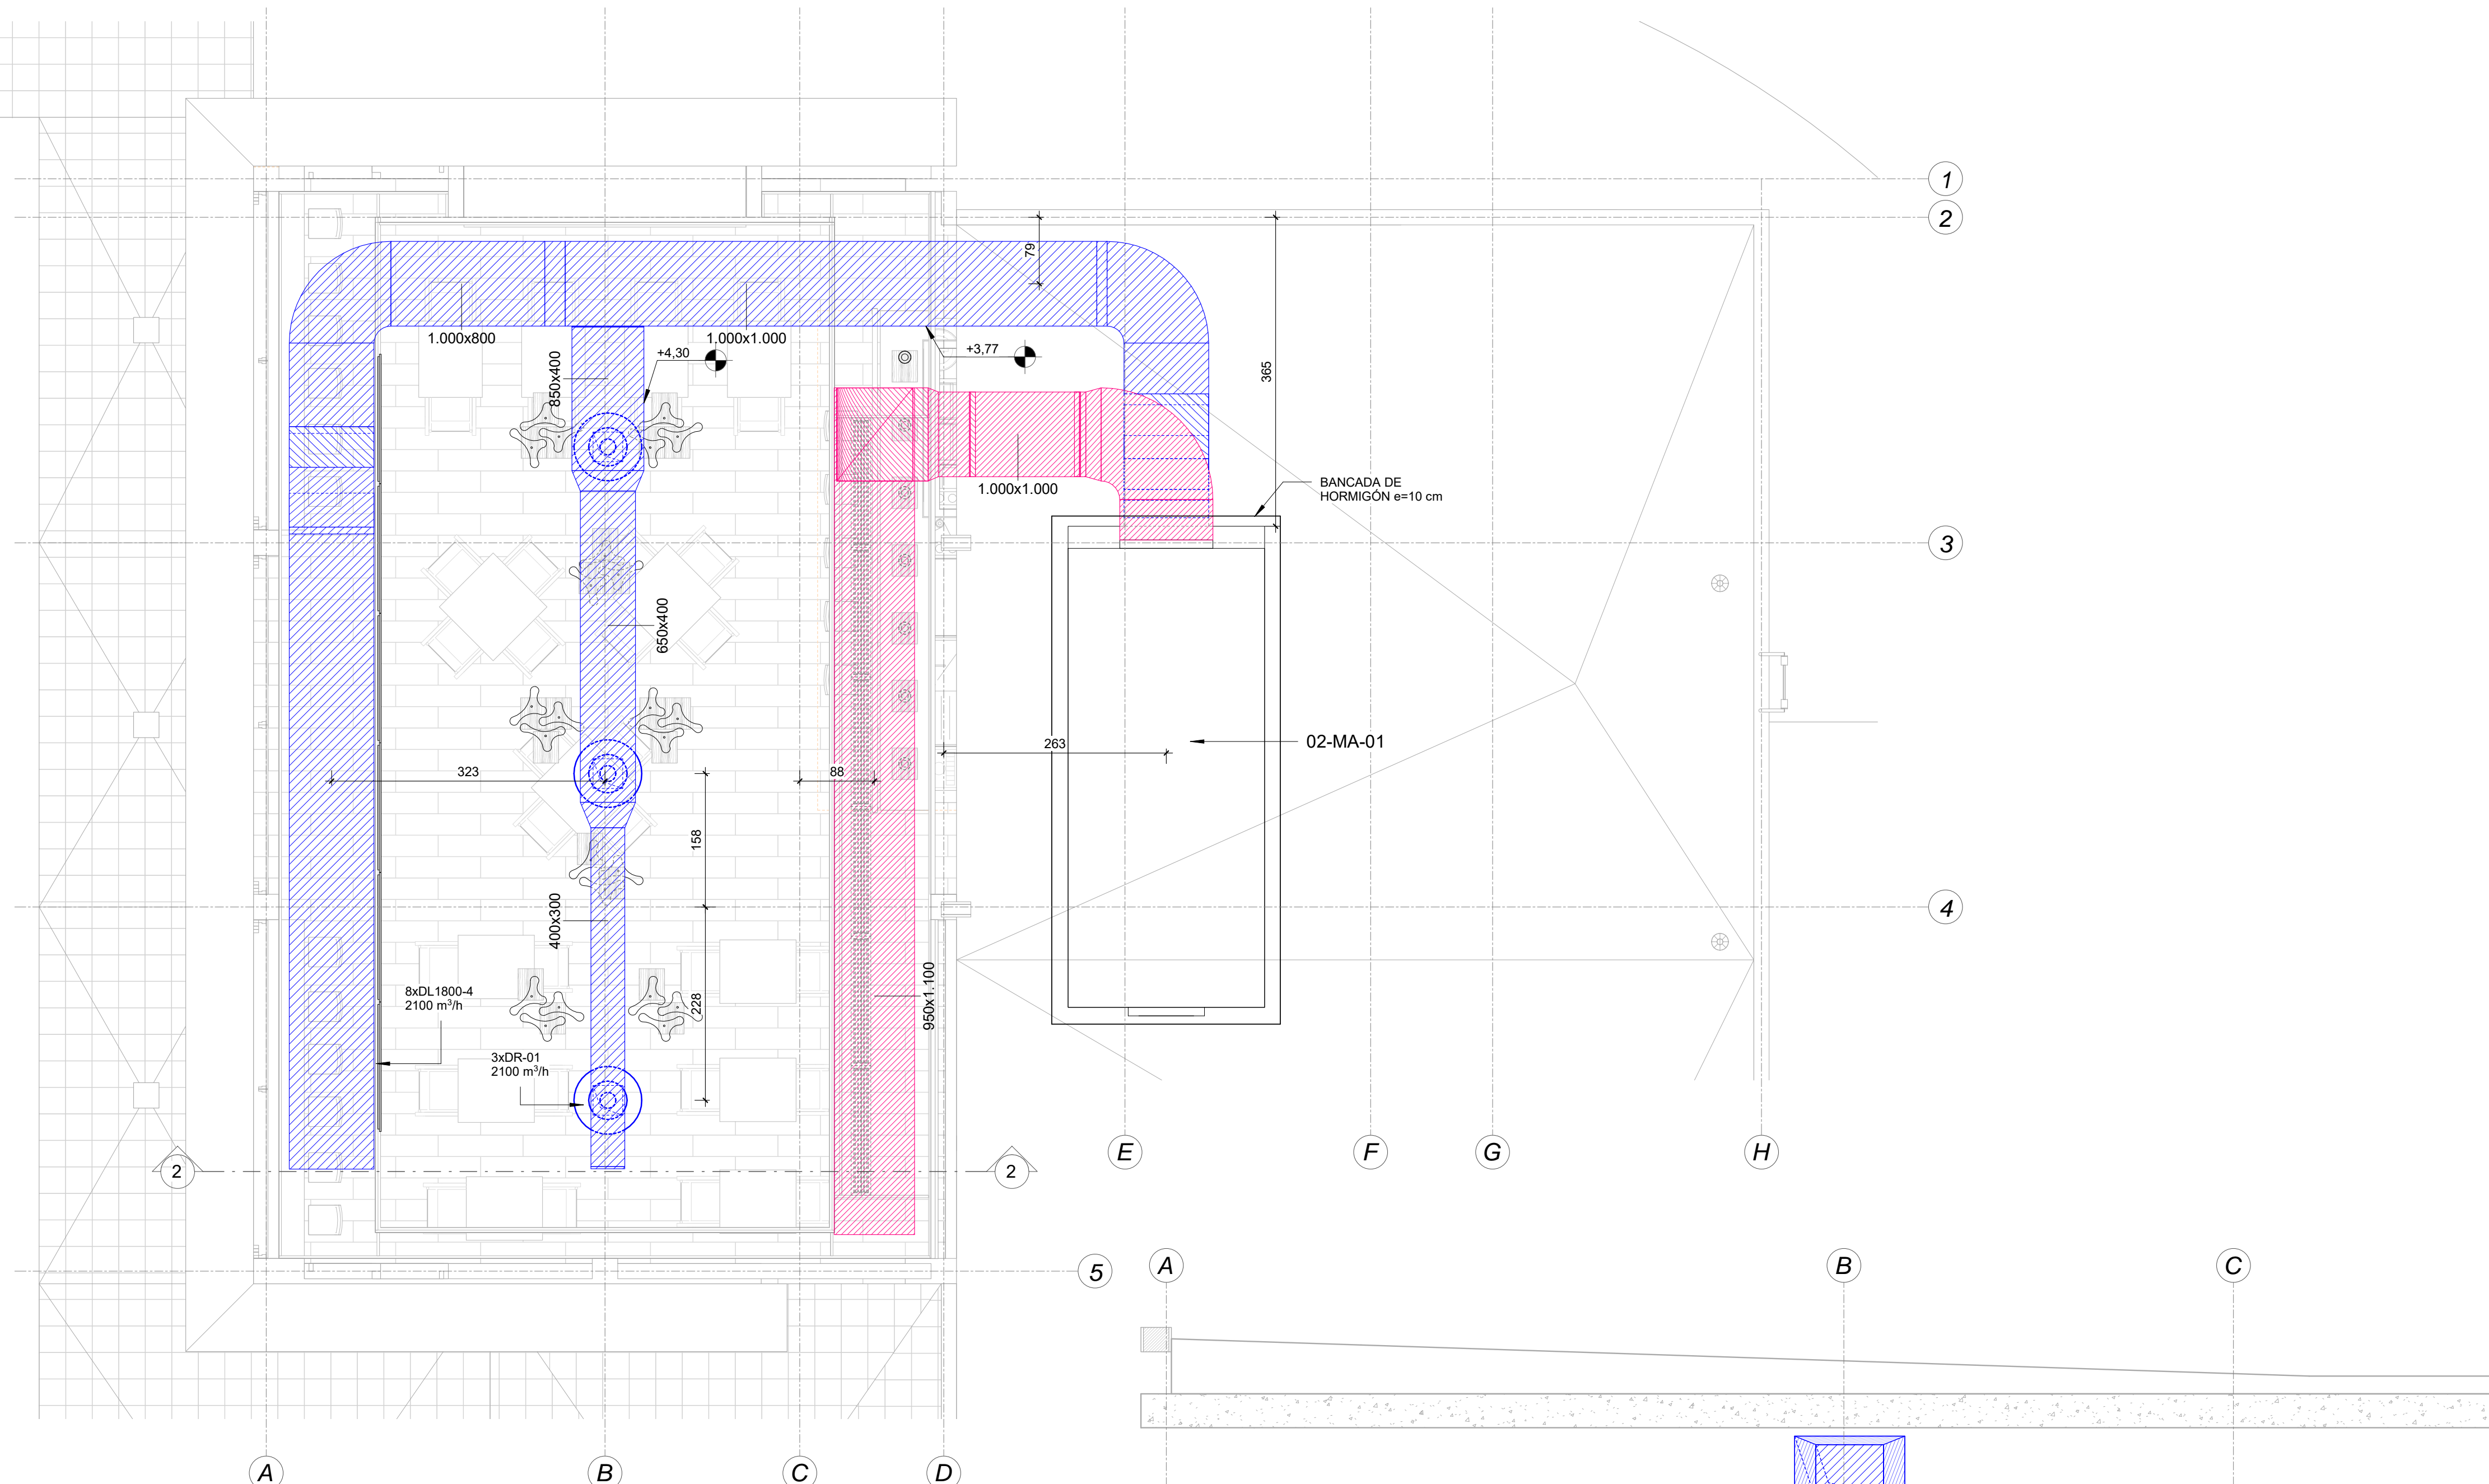 1
2
79
1.000x800
1.000x1.000
+4,30
+3,77
850x400
365
1.000x1.000
BANCADA DE
HORMIGÓN e=10 cm
3
650x400
263
02-MA-01
323
88
158
4
400x300
8xDL1800-4
2100 m³/h
228
950x1.100
3xDR-01
2100 m³/h
2
2
E
F
G
H
5
A
B
C
A
B
C
D